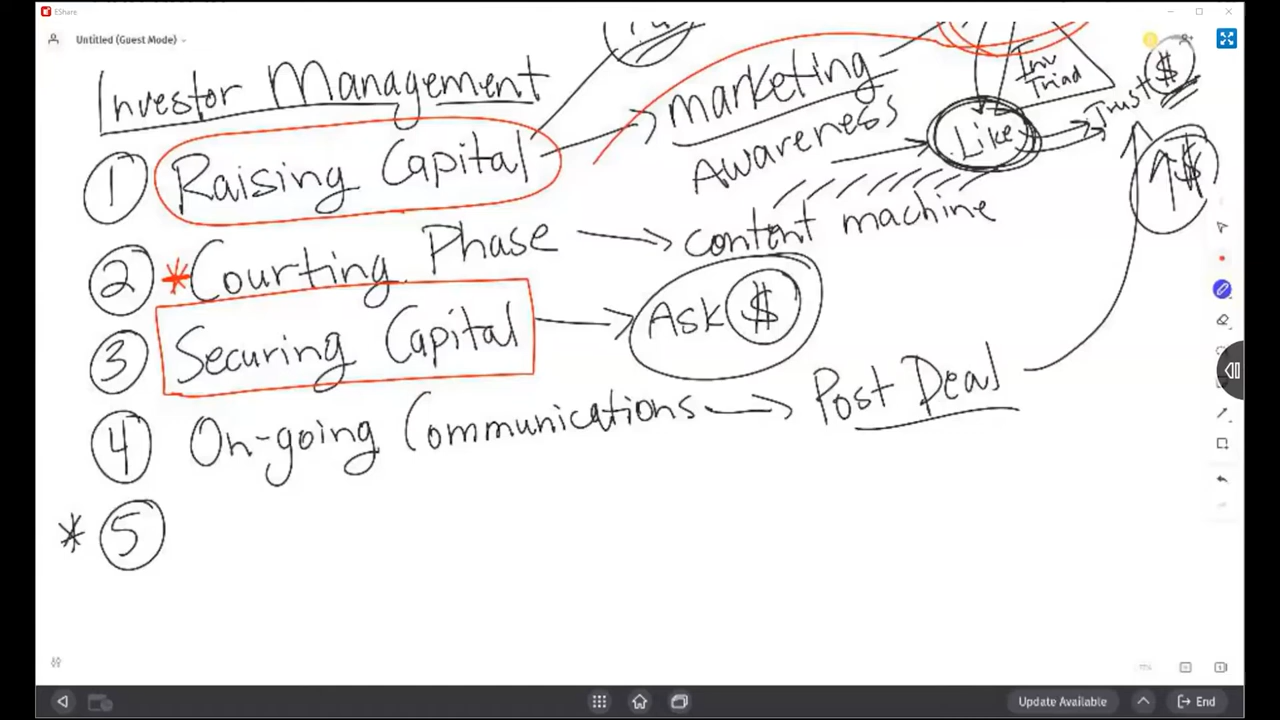 EShare
Untitled (Guest Mode)
Investor Management
① Raising Capital
marketing
Awareness
Like
Inv
Triad
Trust $
↑$
② *Courting Phase
content machine
③ Securing Capital
Ask $
④ On-going Communications
Post Deal
* ⑤
Update Available
End